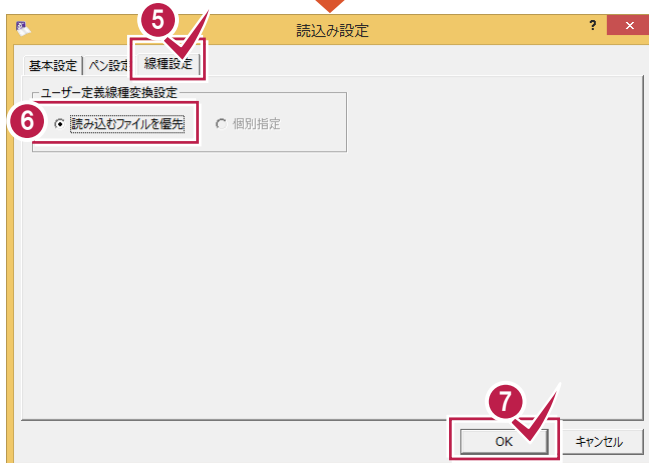 5
読込み設定
? ×
基本設定 ペン設定 線種設定
ユーザー定義線種変換設定
6 読み込むファイルを優先 個別指定
7
OK キャンセル